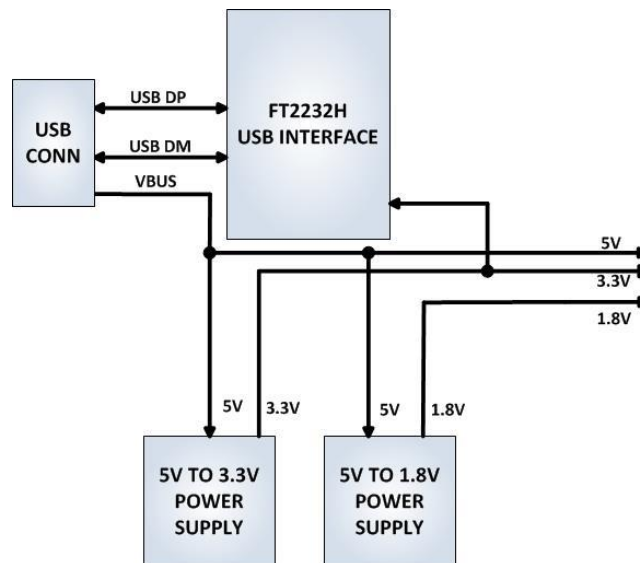 USB DP
FT2232H
USB INTERFACE
USB
CONN
USB DM
VBUS
5V
3.3V
1.8V
5V
3.3V
5V
1.8V
5V TO 3.3V
POWER
SUPPLY
5V TO 1.8V
POWER
SUPPLY